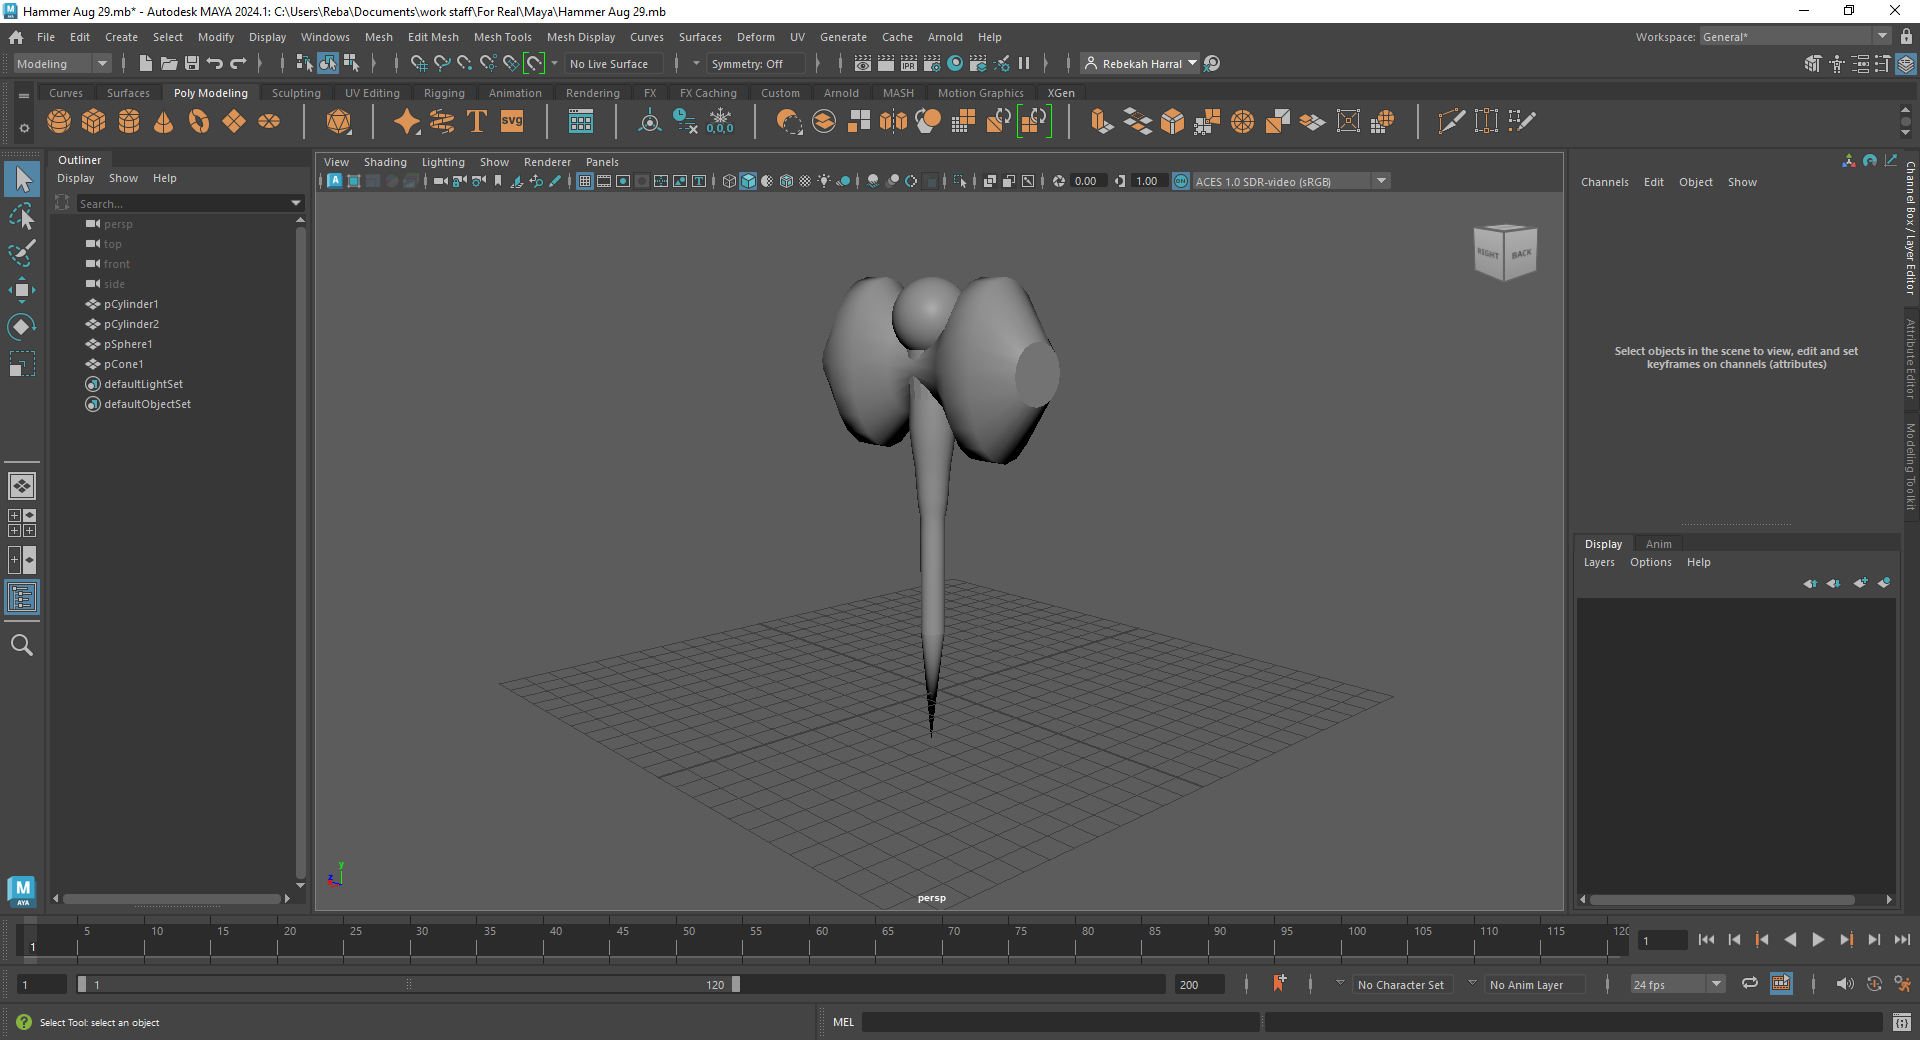 Hammer Aug 29.mb* - Autodesk MAYA 2024.1: C:\Users\Reba\Documents\work staff\For Real\Maya\Hammer Aug 29.mb
File Edit Create Select Modify Display Windows Mesh Edit Mesh Mesh Tools Mesh Display Curves Surfaces Deform UV Generate Cache Arnold Help
Workspace: General*
Modeling No Live Surface Symmetry: Off IPR Rebekah Harral
Curves Surfaces Poly Modeling Sculpting UV Editing Rigging Animation Rendering FX FX Caching Custom Arnold MASH Motion Graphics XGen
SVG 0,0,0
Outliner
Display Show Help
Search...
persp
top
front
side
pCylinder1
pCylinder2
pSphere1
pCone1
defaultLightSet
defaultObjectSet
View Shading Lighting Show Renderer Panels
0.00 1.00 ON ACES 1.0 SDR-video (sRGB)
RIGHT BACK
y
z
persp
Channels Edit Object Show
Select objects in the scene to view, edit and set
keyframes on channels (attributes)
Channel Box / Layer Editor
Attribute Editor
Modeling Toolkit
Display Anim
Layers Options Help
M
AYA
5 10 15 20 25 30 35 40 45 50 55 60 65 70 75 80 85 90 95 100 105 110 115 120
1
1
1 1 120 200 No Character Set No Anim Layer 24 fps
Select Tool: select an object
MEL